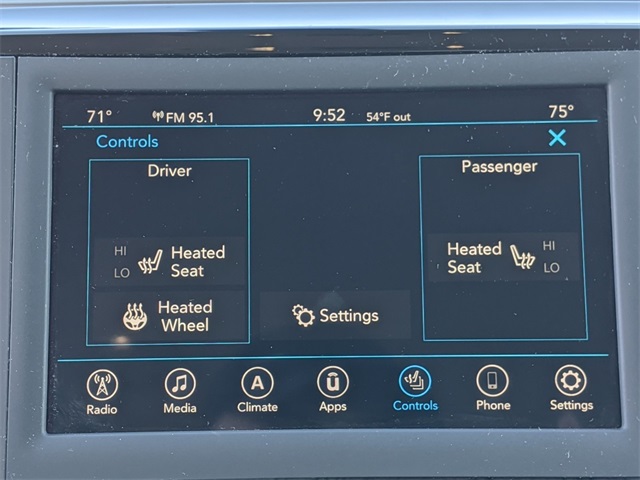 71° FM 95.1 9:52 54°F out 75°
Controls
Driver
HI
LO
Heated
Seat
Heated
Wheel
Settings
Passenger
Heated
Seat
HI
LO
Radio Media Climate Apps Controls Phone Settings